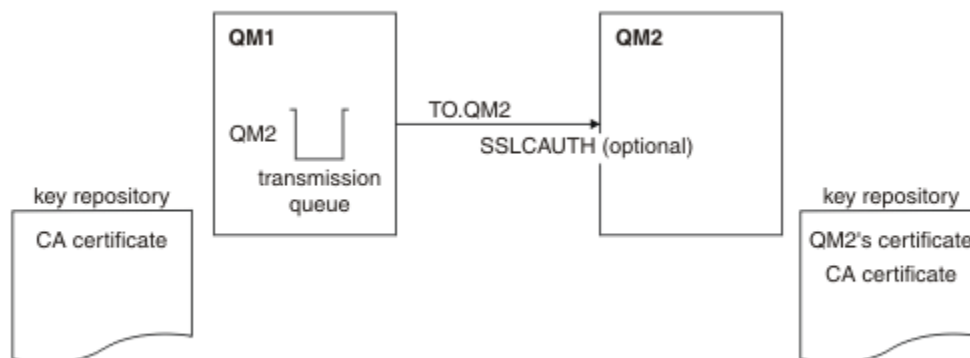 QM1
QM2
TO.QM2
QM2
SSLCAUTH (optional)
transmission
queue
key repository
key repository
CA certificate
QM2's certificate
CA certificate